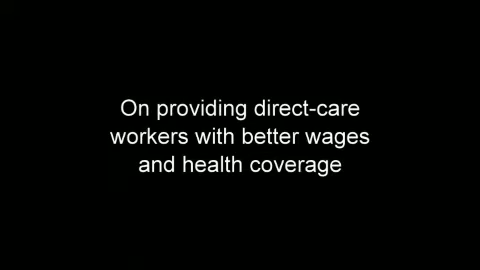 On providing direct-care
workers with better wages
and health coverage